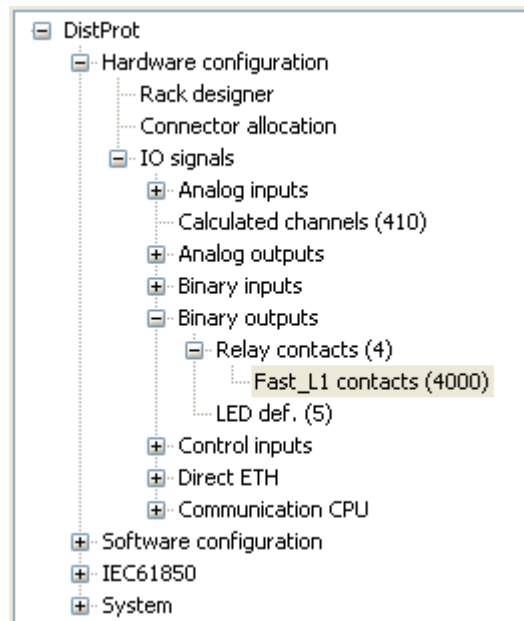 DistProt
Hardware configuration
Rack designer
Connector allocation
IO signals
Analog inputs
Calculated channels (410)
Analog outputs
Binary inputs
Binary outputs
Relay contacts (4)
Fast_L1 contacts (4000)
LED def. (5)
Control inputs
Direct ETH
Communication CPU
Software configuration
IEC61850
System